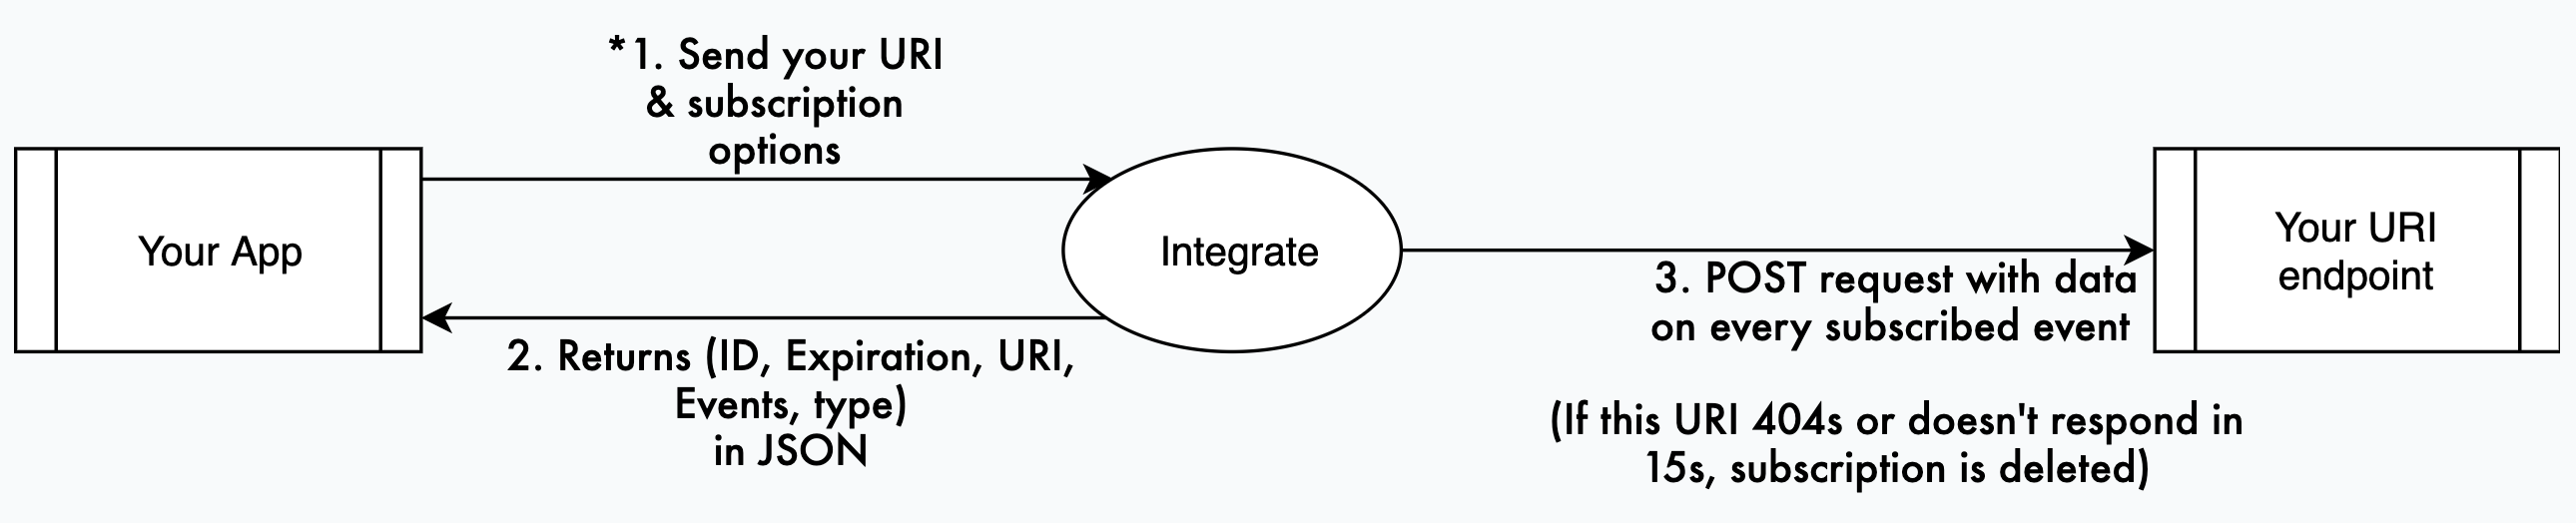 *1. Send your URI
& subscription
options
Your App
Integrate
Your URI
endpoint
2. Returns (ID, Expiration, URI,
Events, type)
in JSON
3. POST request with data
on every subscribed event
(If this URI 404s or doesn't respond in
15s, subscription is deleted)